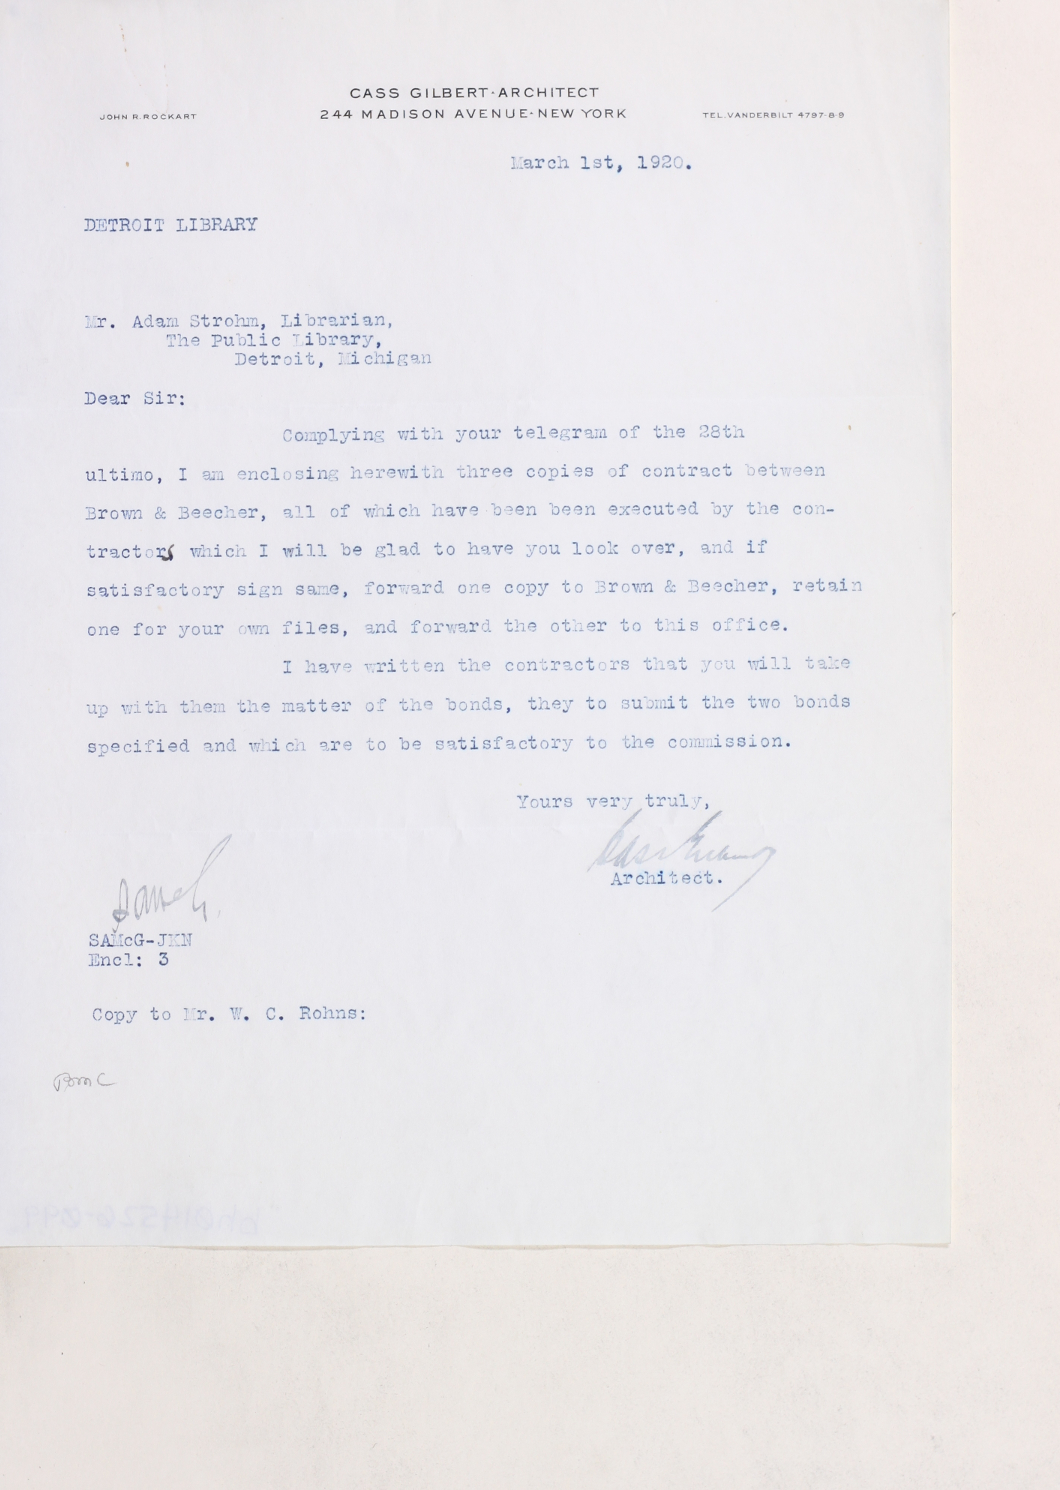 CASS GILBERT·ARCHITECT
244 MADISON AVENUE·NEW YORK
JOHN R. ROCKART
TEL. VANDERBILT 4797-8-9
March 1st, 1920.
DETROIT LIBRARY
Mr. Adam Strohm, Librarian,
The Public Library,
Detroit, Michigan
Dear Sir:
Complying with your telegram of the 28th
ultimo, I am enclosing herewith three copies of contract between
Brown & Beecher, all of which have been been executed by the con-
tractors which I will be glad to have you look over, and if
satisfactory sign same, forward one copy to Brown & Beecher, retain
one for your own files, and forward the other to this office.
I have written the contractors that you will take
up with them the matter of the bonds, they to submit the two bonds
specified and which are to be satisfactory to the commission.
Yours very truly,
Cass Gilbert
Architect.
SAMcG-JKN
Encl: 3
Copy to Mr. W. C. Rohns: